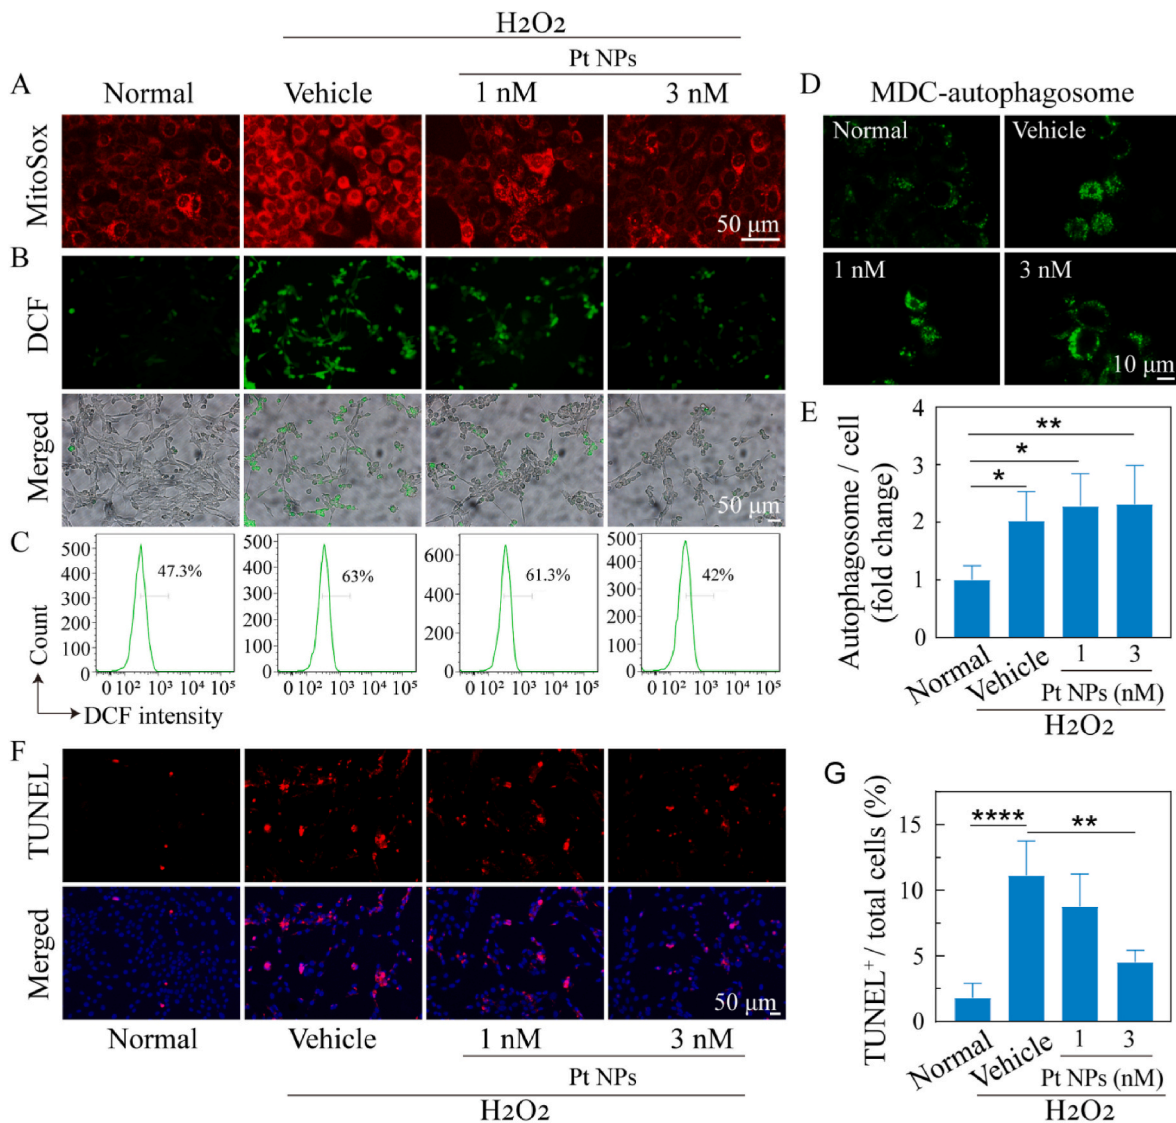 H2O2
Pt NPs
A Normal Vehicle 1 nM 3 nM
MitoSox
50 μm
B
DCF
Merged
50 μm
C
500 400 300 200 100 0
47.3%
0 10² 10³ 10⁴ 10⁵
500 400 300 200 100 0
63%
0 10² 10³ 10⁴ 10⁵
600 400 200 0
61.3%
0 10² 10³ 10⁴ 10⁵
500 400 300 200 100 0
42%
0 10² 10³ 10⁴ 10⁵
Count
DCF intensity
D MDC-autophagosome
Normal Vehicle
1 nM 3 nM
10 μm
E
Autophagosome / cell
(fold change)
4
3
2
1
0
**
*
*
Normal Vehicle 1 3
Pt NPs (nM)
H2O2
F
TUNEL
Merged
50 μm
Normal Vehicle 1 nM 3 nM
Pt NPs
H2O2
G
TUNEL⁺ / total cells (%)
15
10
5
0
**** **
Normal Vehicle 1 3
Pt NPs (nM)
H2O2